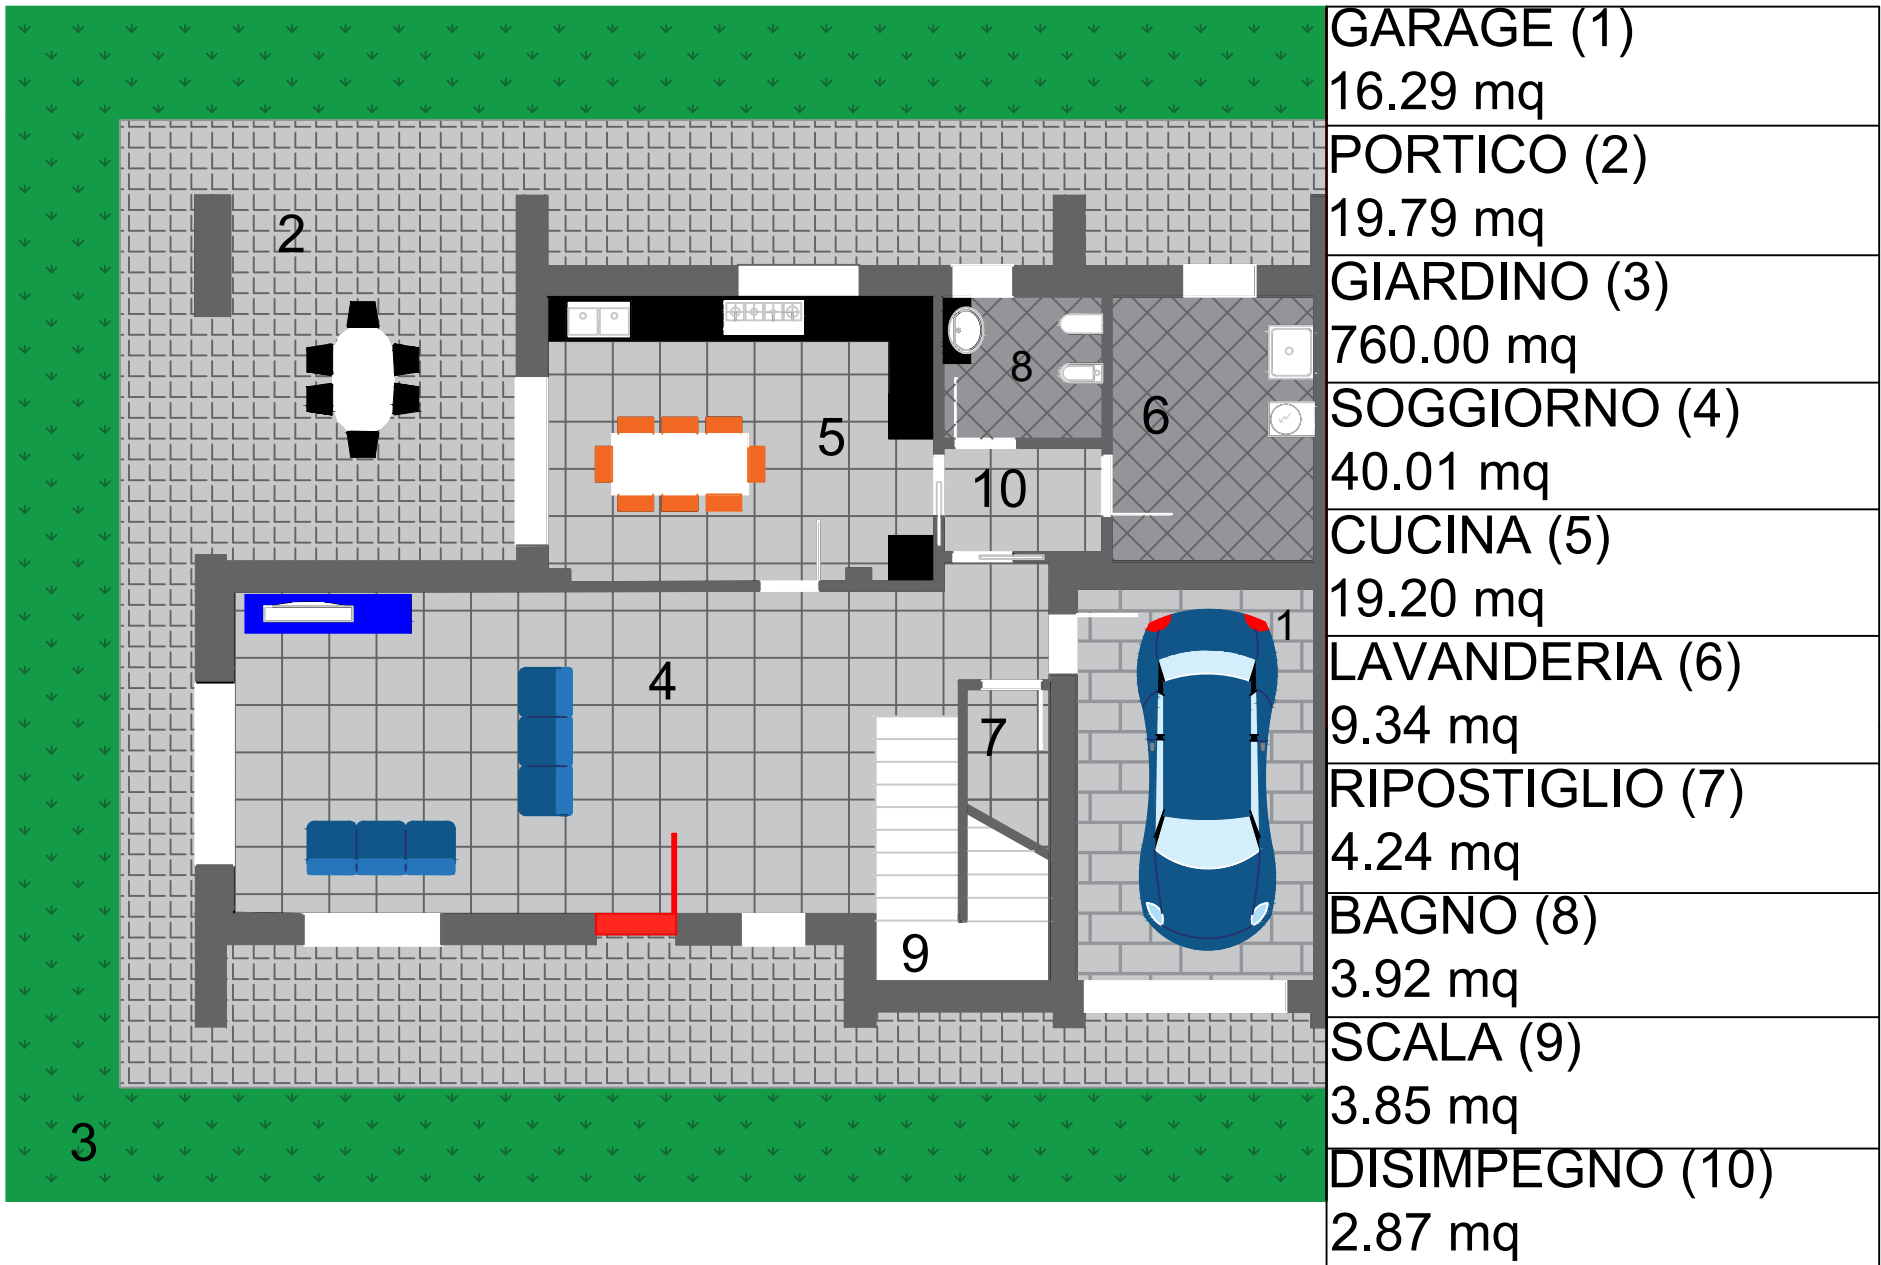 GARAGE (1)
16.29 mq
PORTICO (2)
19.79 mq
GIARDINO (3)
760.00 mq
SOGGIORNO (4)
40.01 mq
CUCINA (5)
19.20 mq
LAVANDERIA (6)
9.34 mq
RIPOSTIGLIO (7)
4.24 mq
BAGNO (8)
3.92 mq
SCALA (9)
3.85 mq
DISIMPEGNO (10)
2.87 mq
2
8
6
5
10
1
4
7
9
3